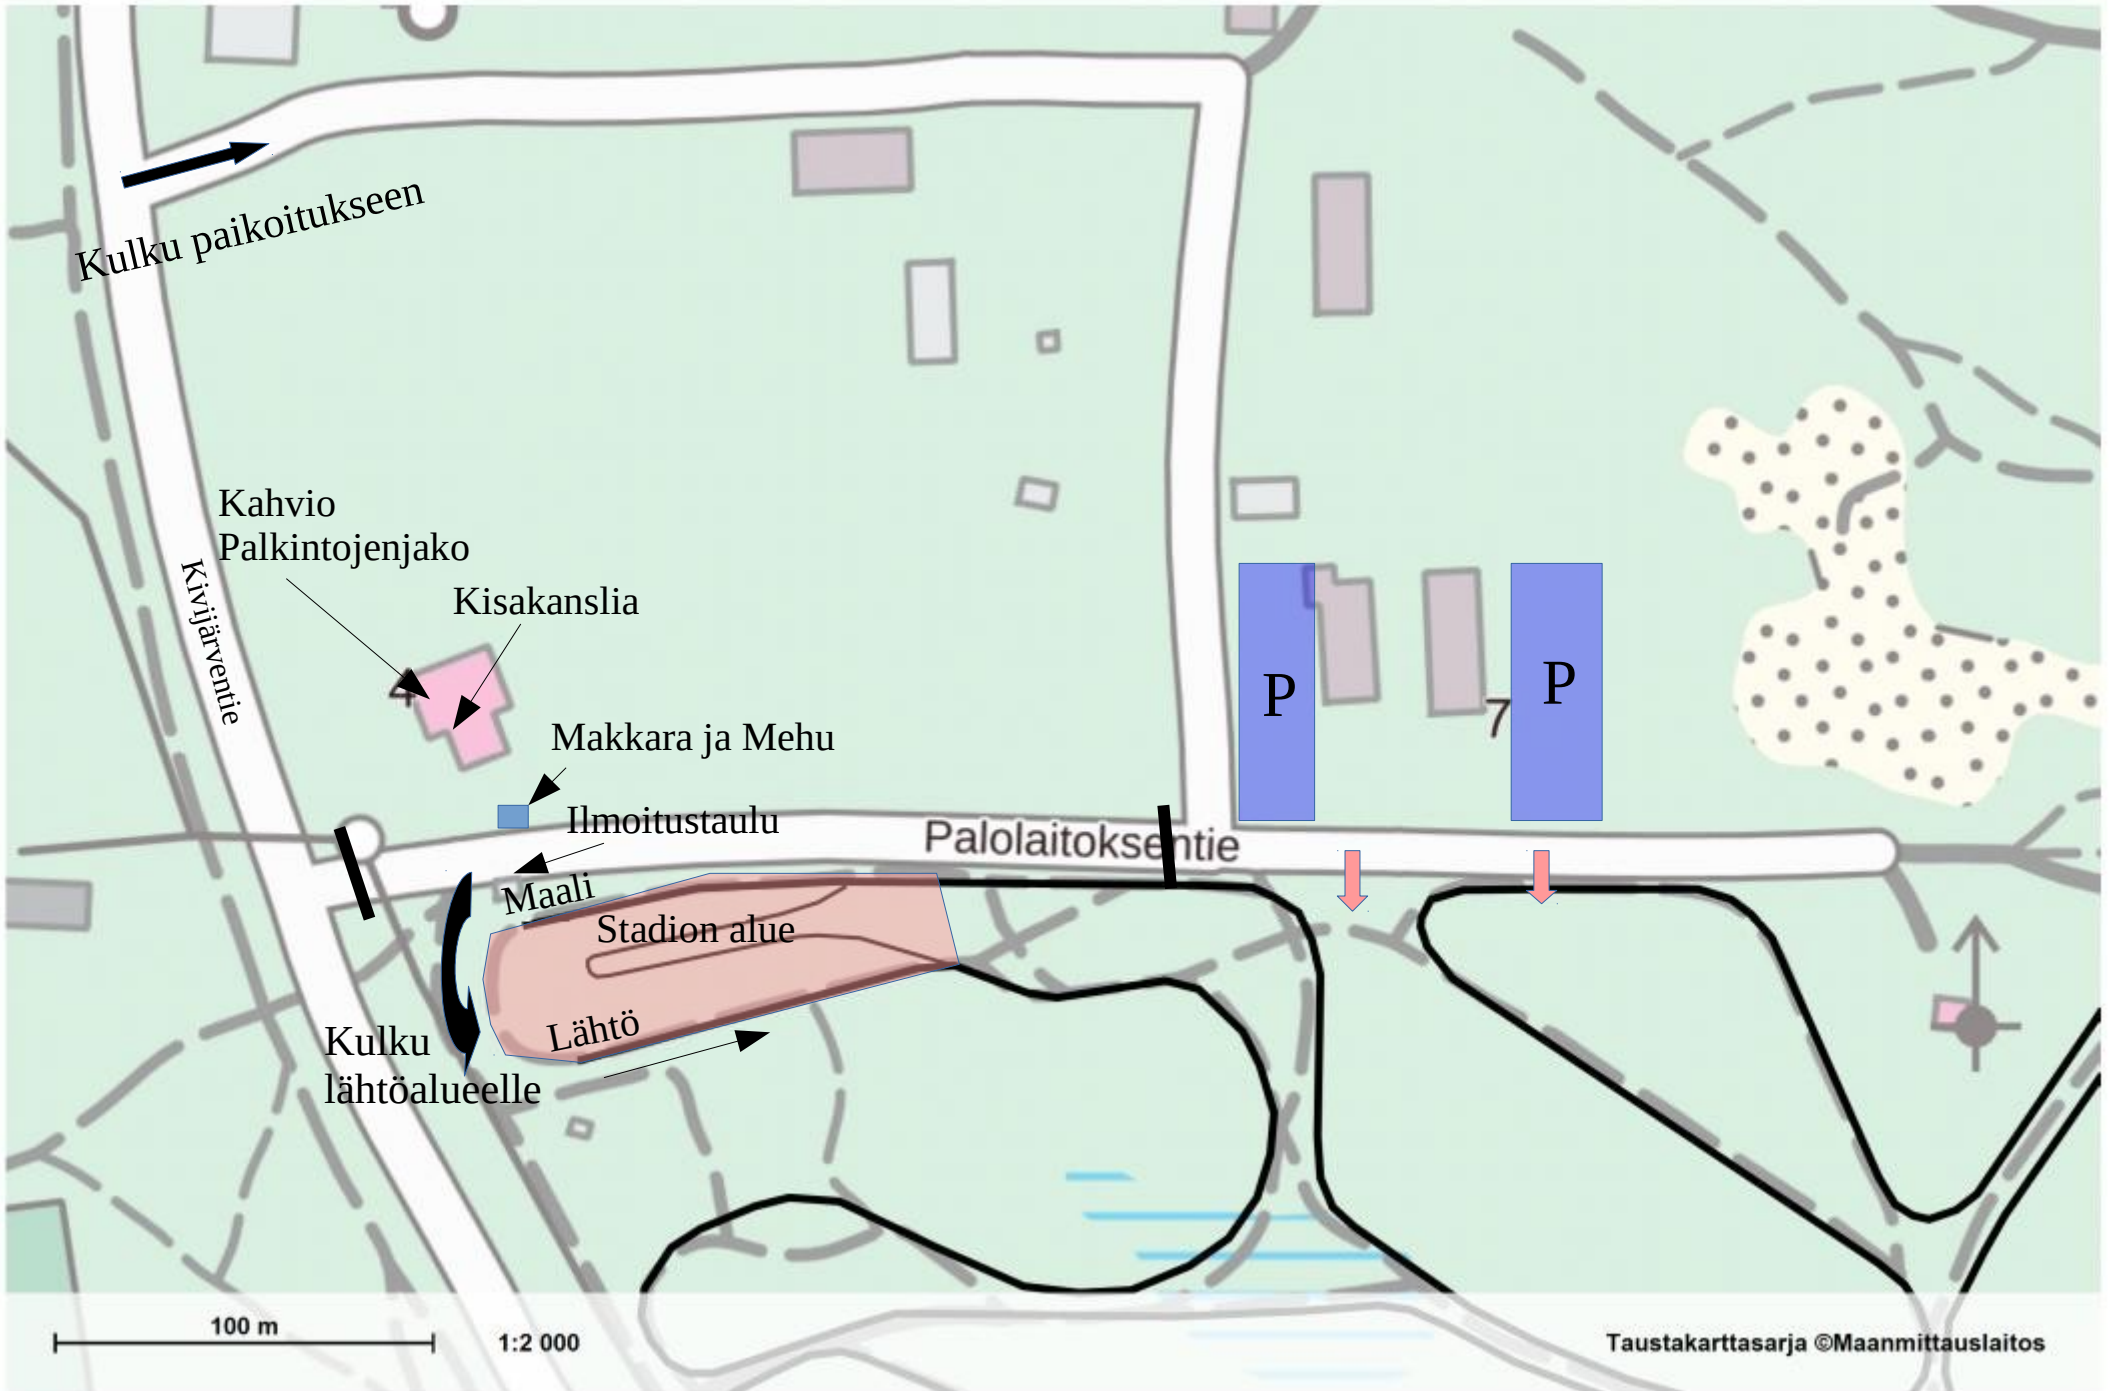 Kulku paikoitukseen
Kahvio
Palkintojenjako
Kisakanslia
Kivijärventie
4
Makkara ja Mehu
Ilmoitustaulu
P
P
7
Palolaitoksentie
Maali
Stadion alue
Lähtö
Kulku
lähtöalueelle
100 m
1:2 000
Taustakarttasarja ©Maanmittauslaitos